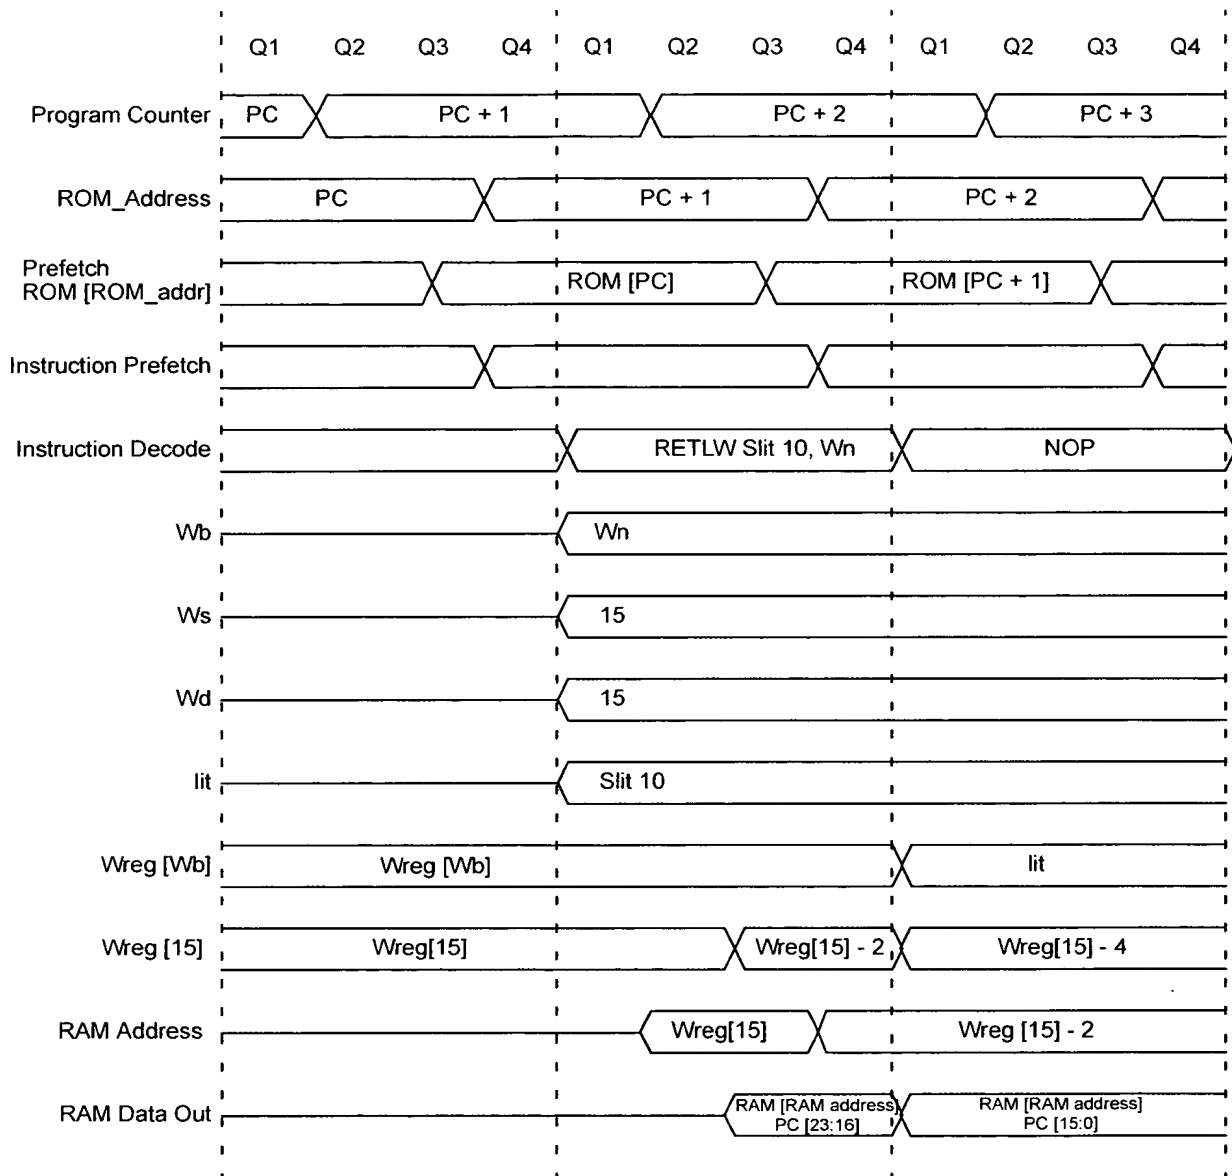 Q1 Q2 Q3 Q4 Q1 Q2 Q3 Q4 Q1 Q2 Q3 Q4
Program Counter PC PC + 1 PC + 2 PC + 3
ROM_Address PC PC + 1 PC + 2
Prefetch
ROM [ROM_addr] ROM [PC] ROM [PC + 1]
Instruction Prefetch
Instruction Decode RETLW Slit 10, Wn NOP
Wb Wn
Ws 15
Wd 15
lit Slit 10
Wreg [Wb] Wreg [Wb] lit
Wreg [15] Wreg[15] Wreg[15] - 2 Wreg[15] - 4
RAM Address Wreg[15] Wreg [15] - 2
RAM Data Out RAM [RAM address] RAM [RAM address]
PC [23:16] PC [15:0]